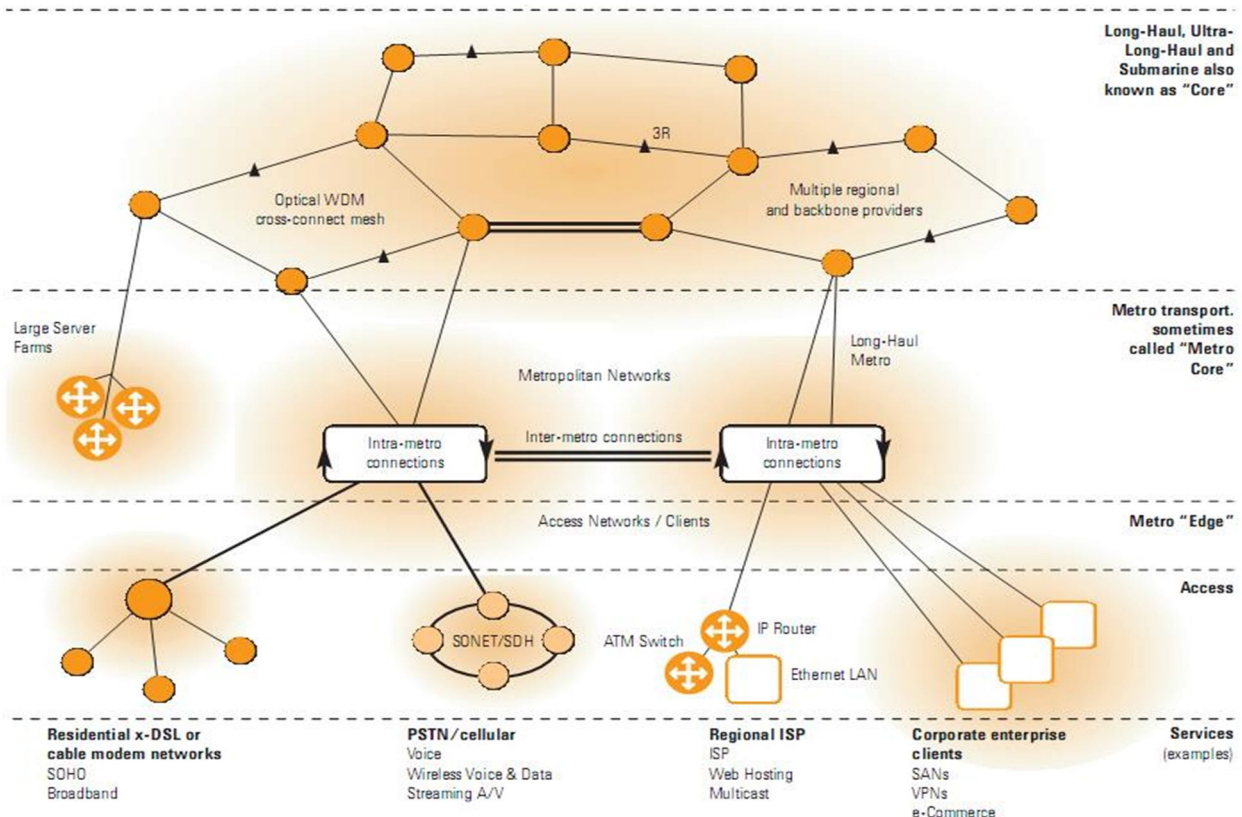 Long-Haul, Ultra-
Long-Haul and
Submarine also
known as “Core”
3R
Optical WDM
cross-connect mesh
Multiple regional
and backbone providers
Large Server
Farms
Metro transport.
sometimes
called “Metro
Core”
Long-Haul
Metro
Metropolitan Networks
Intra-metro
connections
Inter-metro connections
Intra-metro
connections
Access Networks / Clients
Metro “Edge”
Access
SONET/SDH
ATM Switch
IP Router
Ethernet LAN
Residential x-DSL or
cable modem networks
SOHO
Broadband
PSTN/cellular
Voice
Wireless Voice & Data
Streaming A/V
Regional ISP
ISP
Web Hosting
Multicast
Corporate enterprise
clients
SANs
VPNs
e-Commerce
Services
(examples)